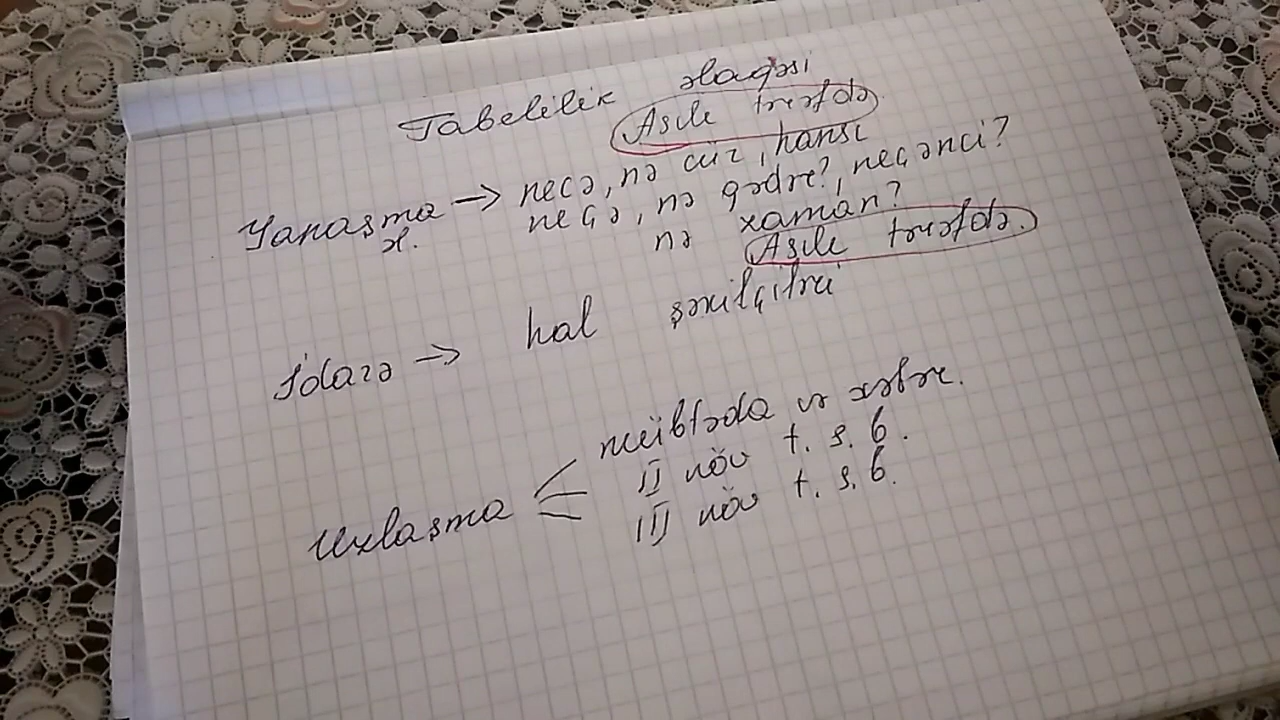 Tabelilik əlaqəsi
Asılı tərəfdə
Yanaşma → necə, nə cür, hansı
ə.
neçə, nə qədər?, neçənci?
nə zaman?
Asılı tərəfdə.
İdarə → hal şəkilçiləri
Uzlaşma
mübtəda və xəbər.
II növ t. s. b.
III növ t. s. b.